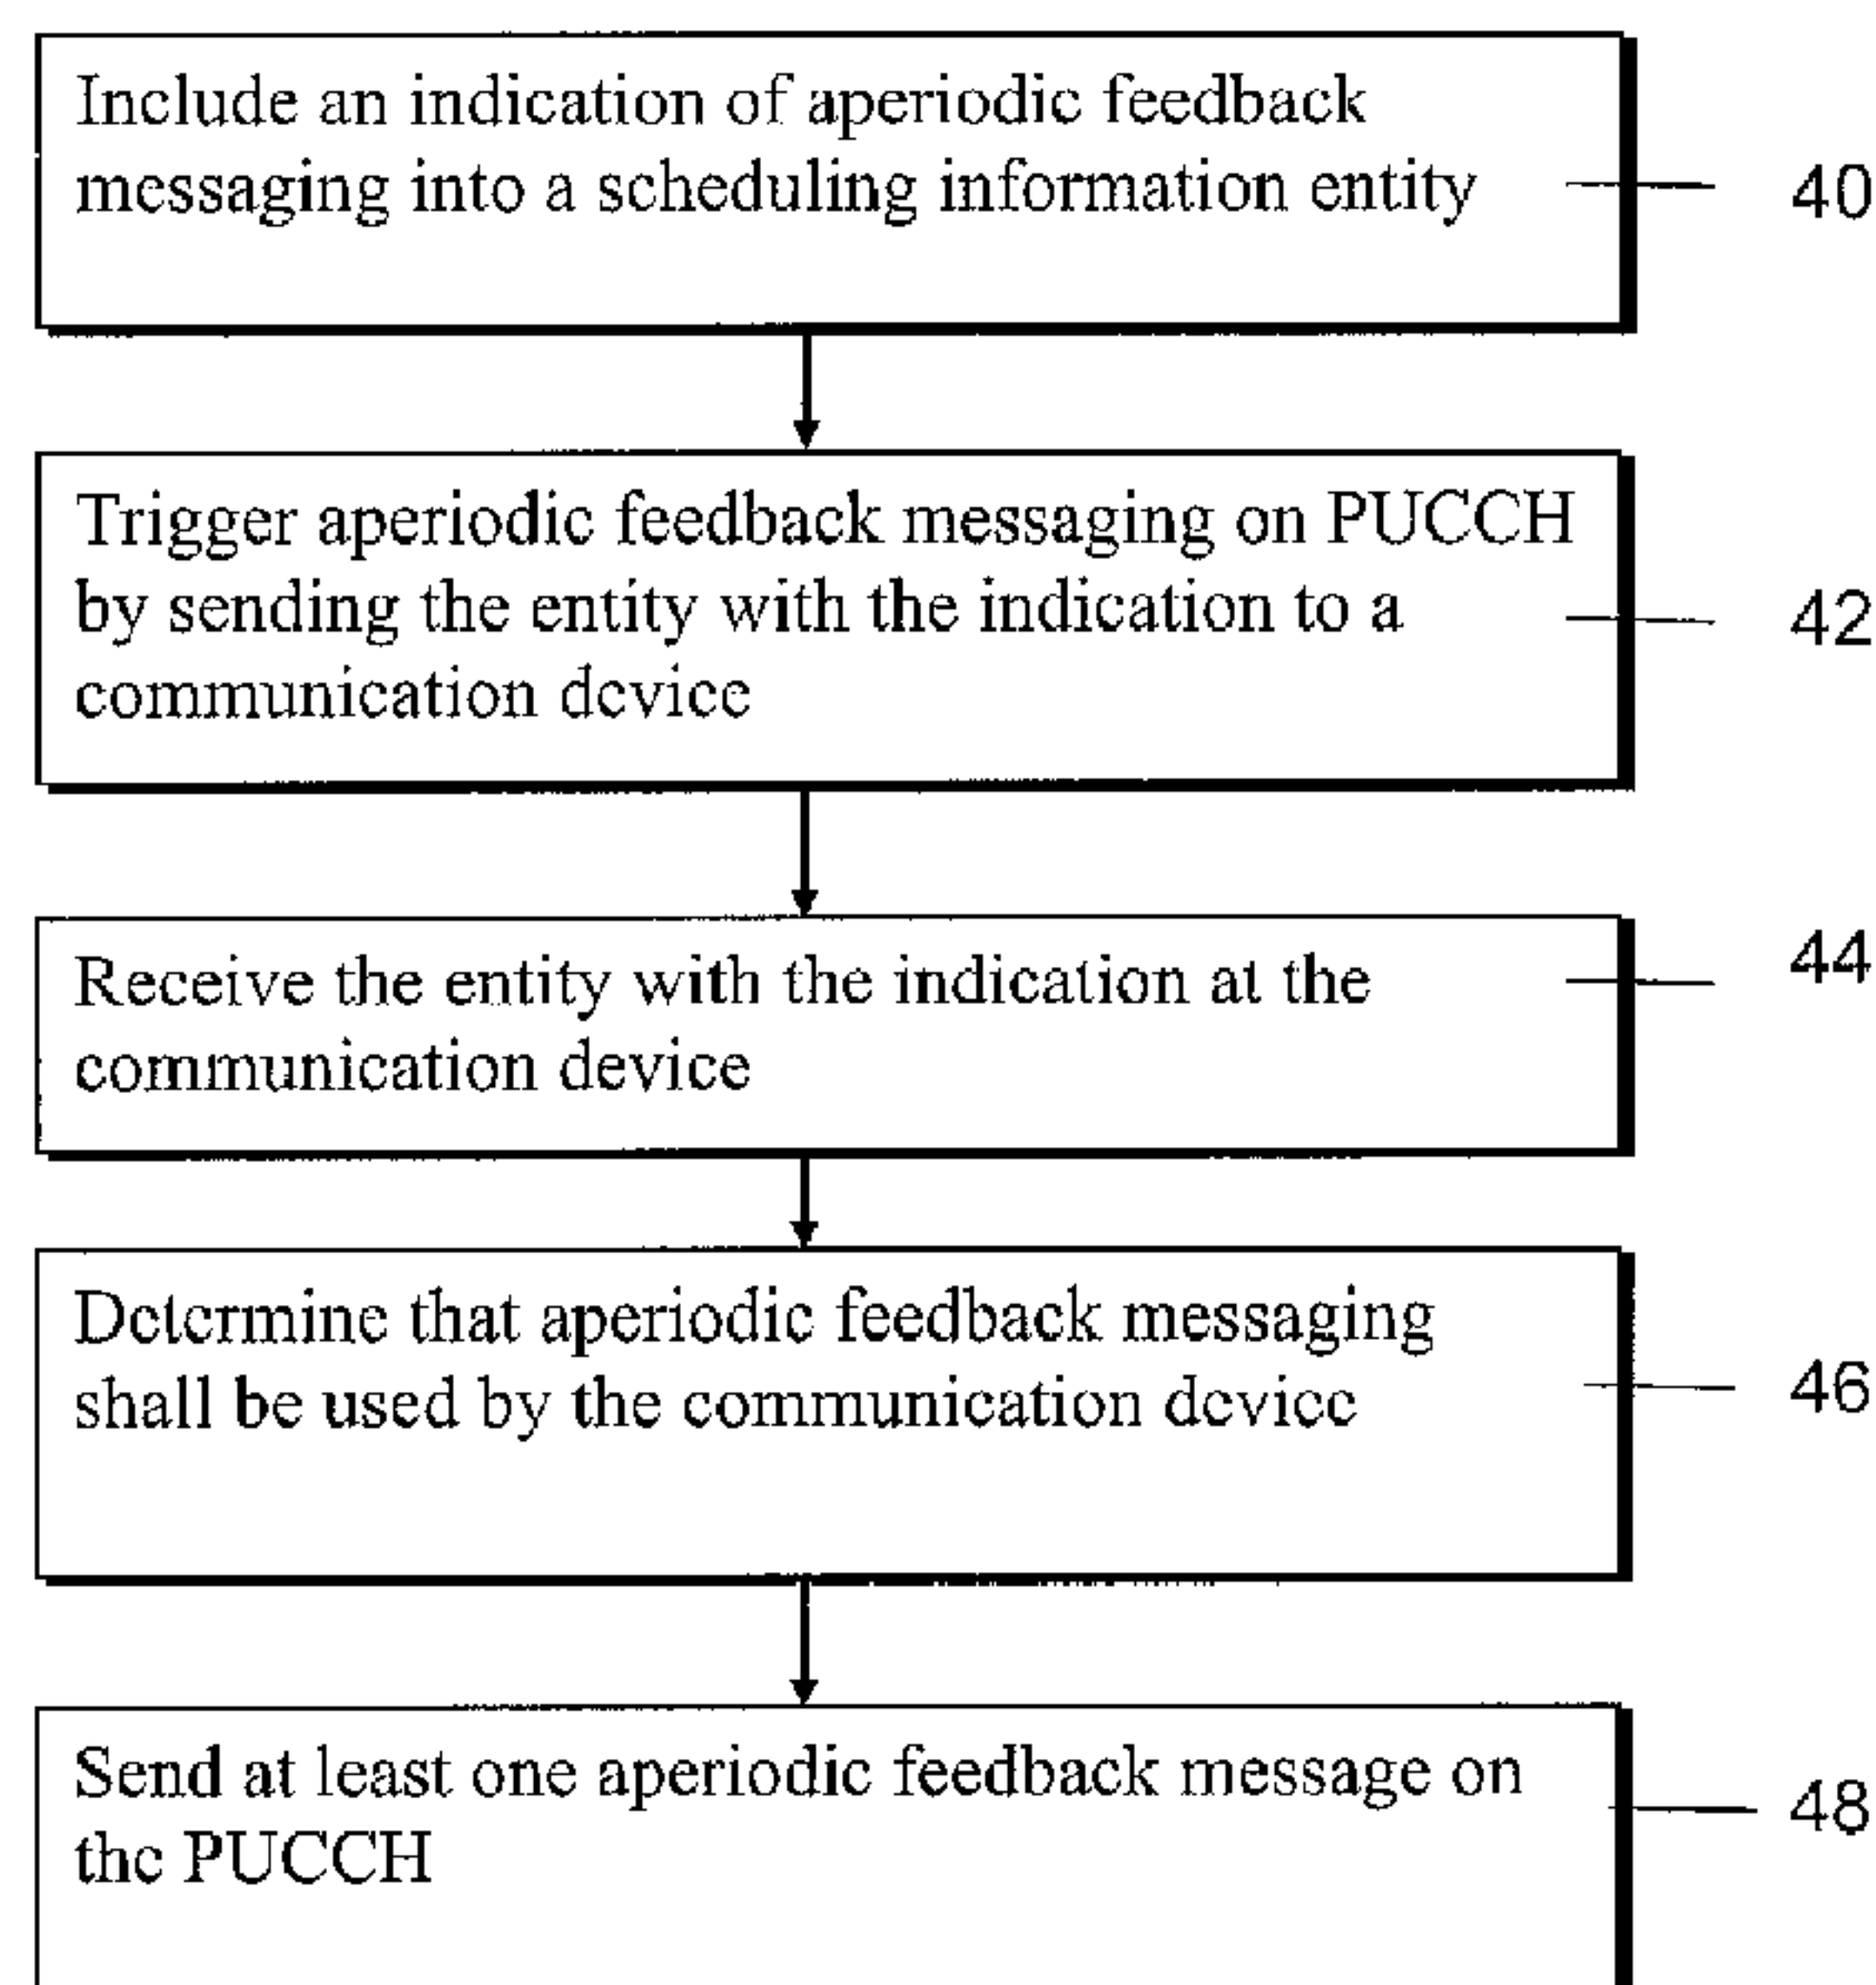 Include an indication of aperiodic feedback
messaging into a scheduling information entity
40
Trigger aperiodic feedback messaging on PUCCH
by sending the entity with the indication to a
communication device
42
Receive the entity with the indication at the
communication device
44
Determine that aperiodic feedback messaging
shall be used by the communication device
46
Send at least one aperiodic feedback message on
the PUCCH
48